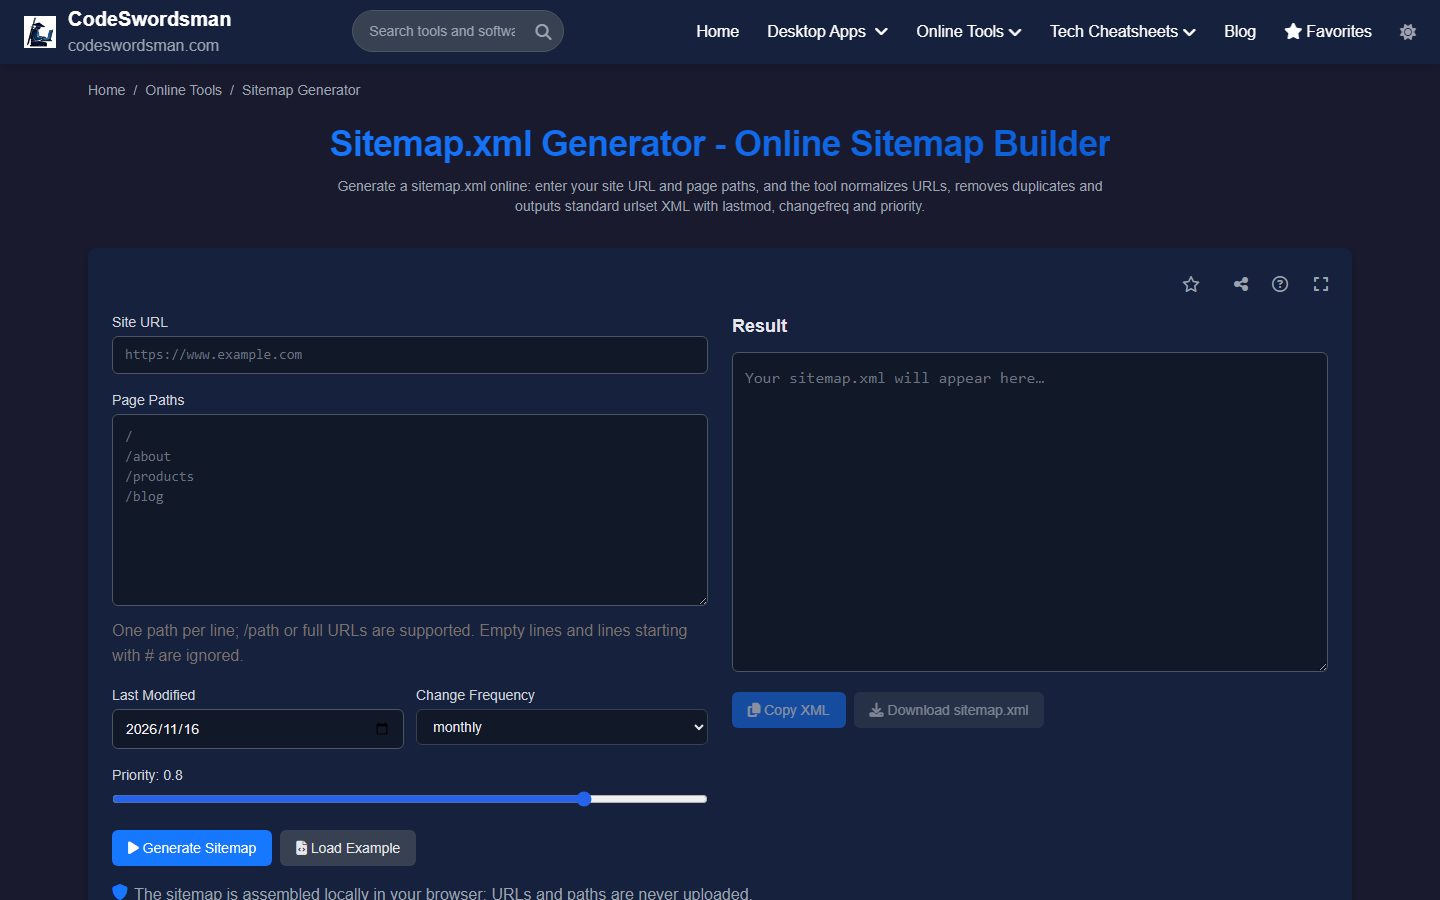 CodeSwordsman
codeswordsman.com
Search tools and softwa
Home
Desktop Apps
Online Tools
Tech Cheatsheets
Blog
Favorites
Home / Online Tools / Sitemap Generator
Sitemap.xml Generator - Online Sitemap Builder
Generate a sitemap.xml online: enter your site URL and page paths, and the tool normalizes URLs, removes duplicates and
outputs standard urlset XML with lastmod, changefreq and priority.
Site URL
https://www.example.com
Page Paths
/
/about
/products
/blog
One path per line; /path or full URLs are supported. Empty lines and lines starting
with # are ignored.
Last Modified
2026/11/16
Change Frequency
monthly
Priority: 0.8
Generate Sitemap
Load Example
The sitemap is assembled locally in your browser; URLs and paths are never uploaded.
Result
Your sitemap.xml will appear here…
Copy XML
Download sitemap.xml